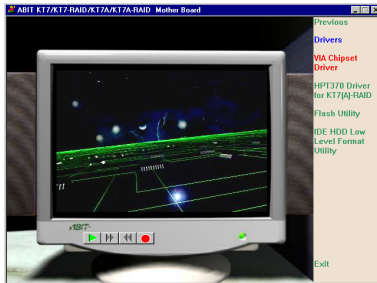 ABIT KT7/KT7-RAID/KT7A/KT7A-RAID Mother Board
Previous
Drivers
VIA Chipset
Driver
HPT370 Driver
for KT7[A]-RAID
Flash Utility
IDE HDD Low
Level Format
Utility
ABIT
Exit